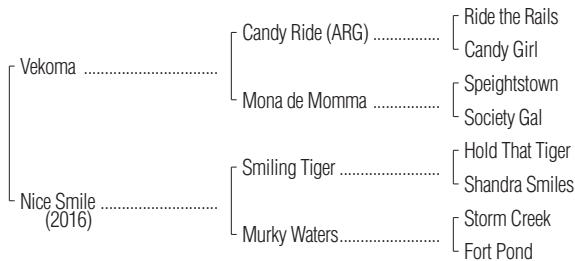 Ride the Rails
Candy Ride (ARG) ................
Candy Girl
Vekoma ................................
Speightstown
Mona de Momma ................
Society Gal
Hold That Tiger
Smiling Tiger ........................
Shandra Smiles
Nice Smile ............................
(2016)
Storm Creek
Murky Waters........................
Fort Pond